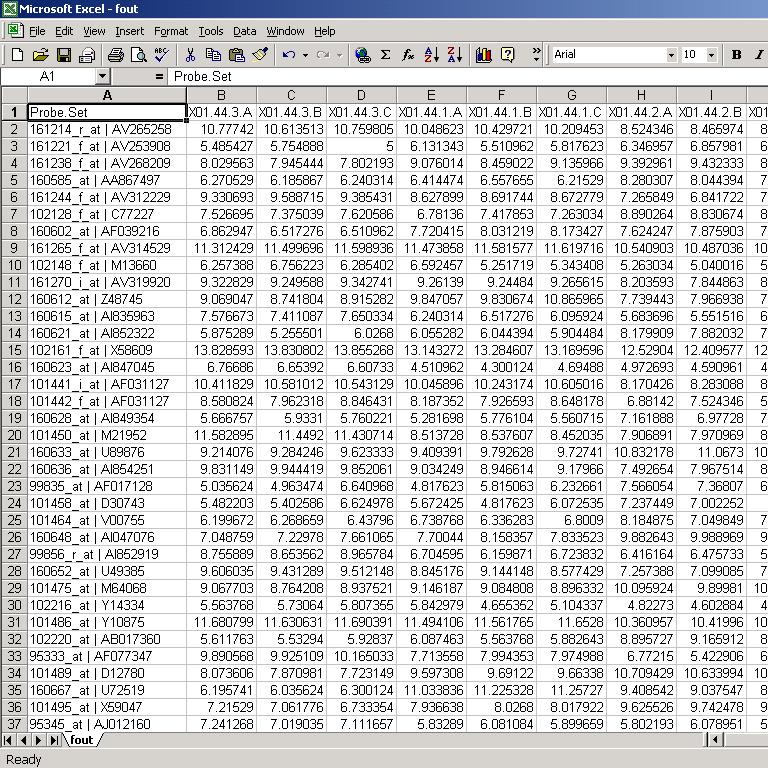 Microsoft Excel - fout
File Edit View Insert Format Tools Data Window Help
Arial 10 B I
A1 = Probe.Set
A B C D E F G H I
1 Probe.Set X01.44.3.A X01.44.3.B X01.44.3.C X01.44.1.A X01.44.1.B X01.44.1.C X01.44.2.A X01.44.2.B X01
2 161214_r_at | AV265258 10.77742 10.613513 10.759805 10.048623 10.429721 10.209453 8.524346 8.465974 8
3 161221_f_at | AV253908 5.485427 5.754888 5 6.131343 5.510962 5.817623 6.346957 6.857981 6
4 161238_f_at | AV268209 8.029563 7.945444 7.802193 9.076014 8.459022 9.135966 9.392961 9.432333 8
5 160585_at | AA867497 6.270529 6.185867 6.240314 6.414474 6.557655 6.21529 8.280307 8.044394 7
6 161244_f_at | AV312229 9.330693 9.588715 9.385431 8.627899 8.691744 8.672779 7.265849 6.841722 7
7 102128_f_at | C77227 7.526695 7.375039 7.620586 6.78136 7.417853 7.263034 8.890264 8.830674 8
8 160602_at | AF039216 6.862947 6.517276 6.510962 7.720415 8.031219 8.173427 7.624247 7.875903 7
9 161265_f_at | AV314529 11.312429 11.499696 11.598936 11.473858 11.581577 11.619716 10.540903 10.487036 10
10 102148_f_at | M13660 6.257388 6.756223 6.285402 6.592457 5.251719 5.343408 5.263034 5.040016 5
11 161270_i_at | AV319920 9.322829 9.249588 9.342741 9.26139 9.24484 9.265615 8.203593 7.844863 8
12 160612_at | Z48745 9.069047 8.741804 8.915282 9.847057 9.830674 10.865965 7.739443 7.966938 7
13 160615_at | AI835963 7.576673 7.411087 7.650334 6.240314 6.517276 6.095924 5.683696 5.551516 6
14 160621_at | AI852322 5.875289 5.255501 6.0268 6.055282 6.044394 5.904484 8.179909 7.882032 7
15 102161_f_at | X58609 13.828593 13.830802 13.855268 13.143272 13.284607 13.169596 12.52904 12.409577 12
16 160623_at | AI847045 6.76686 6.65392 6.60733 4.510962 4.300124 4.69488 4.972693 4.590961 4
17 101441_i_at | AF031127 10.411829 10.581012 10.543129 10.045896 10.243174 10.605016 8.170426 8.283088 8
18 101442_f_at | AF031127 8.580824 7.962318 8.846431 8.187352 7.926593 8.648178 6.88142 7.524346 5
19 160628_at | AI849354 5.666757 5.9331 5.760221 5.281698 5.776104 5.560715 7.161888 6.97728 7
20 101450_at | M21952 11.582895 11.4492 11.430714 8.513728 8.537607 8.452035 7.906891 7.970969 8
21 160633_at | U89876 9.214076 9.284246 9.623333 9.409391 9.792628 9.72741 10.832178 11.0673 10
22 160636_at | AI854251 9.831149 9.944419 9.852061 9.034249 8.946614 9.17966 7.492654 7.967514 8
23 99835_at | AF017128 5.035624 4.963474 6.640968 4.817623 5.815063 6.232661 7.566054 7.36807 6
24 101458_at | D30743 5.482203 5.402586 6.624978 5.672425 4.817623 6.072535 7.237449 7.002252
25 101464_at | V00755 6.199672 6.268659 6.43796 6.738768 6.336283 6.8009 8.184875 7.049849 7
26 160648_at | AI047076 7.048759 7.22978 7.661065 7.70044 8.158357 7.833523 9.882643 9.988969 9
27 99856_r_at | AI852919 8.755889 8.653562 8.965784 6.704595 6.159871 6.723832 6.416164 6.475733 5
28 160652_at | U49385 9.606035 9.431289 9.512148 8.845176 9.144148 8.577429 7.257388 7.099085 7
29 101475_at | M64068 9.067703 8.764208 8.937521 9.146187 9.084808 8.896332 10.095924 9.89981 10
30 102216_at | Y14334 5.563768 5.73064 5.807355 5.842979 4.655352 5.104337 4.82273 4.602884 4
31 101486_at | Y10875 11.680799 11.630631 11.690391 11.494106 11.561765 11.6528 10.360957 10.41996 10
32 102220_at | AB017360 5.611763 5.53294 5.92837 6.087463 5.563768 5.882643 8.895727 9.165912 8
33 95333_at | AF077347 9.890568 9.925109 10.165033 7.713558 7.994353 7.974988 6.77215 5.422906 6
34 101489_at | D12780 8.073606 7.870981 7.723149 9.597308 9.69122 9.66338 10.709429 10.633994 10
35 160667_at | U72519 6.195741 6.035624 6.300124 11.033836 11.225328 11.25727 9.408542 9.037547 8
36 101495_at | X59047 7.21529 7.061776 6.733354 7.936638 8.0268 8.017922 9.625526 9.742478 9
37 95345_at | AJ012160 7.241268 7.019035 7.111657 5.83289 6.081084 5.899659 5.802193 6.078951 5
fout
Ready